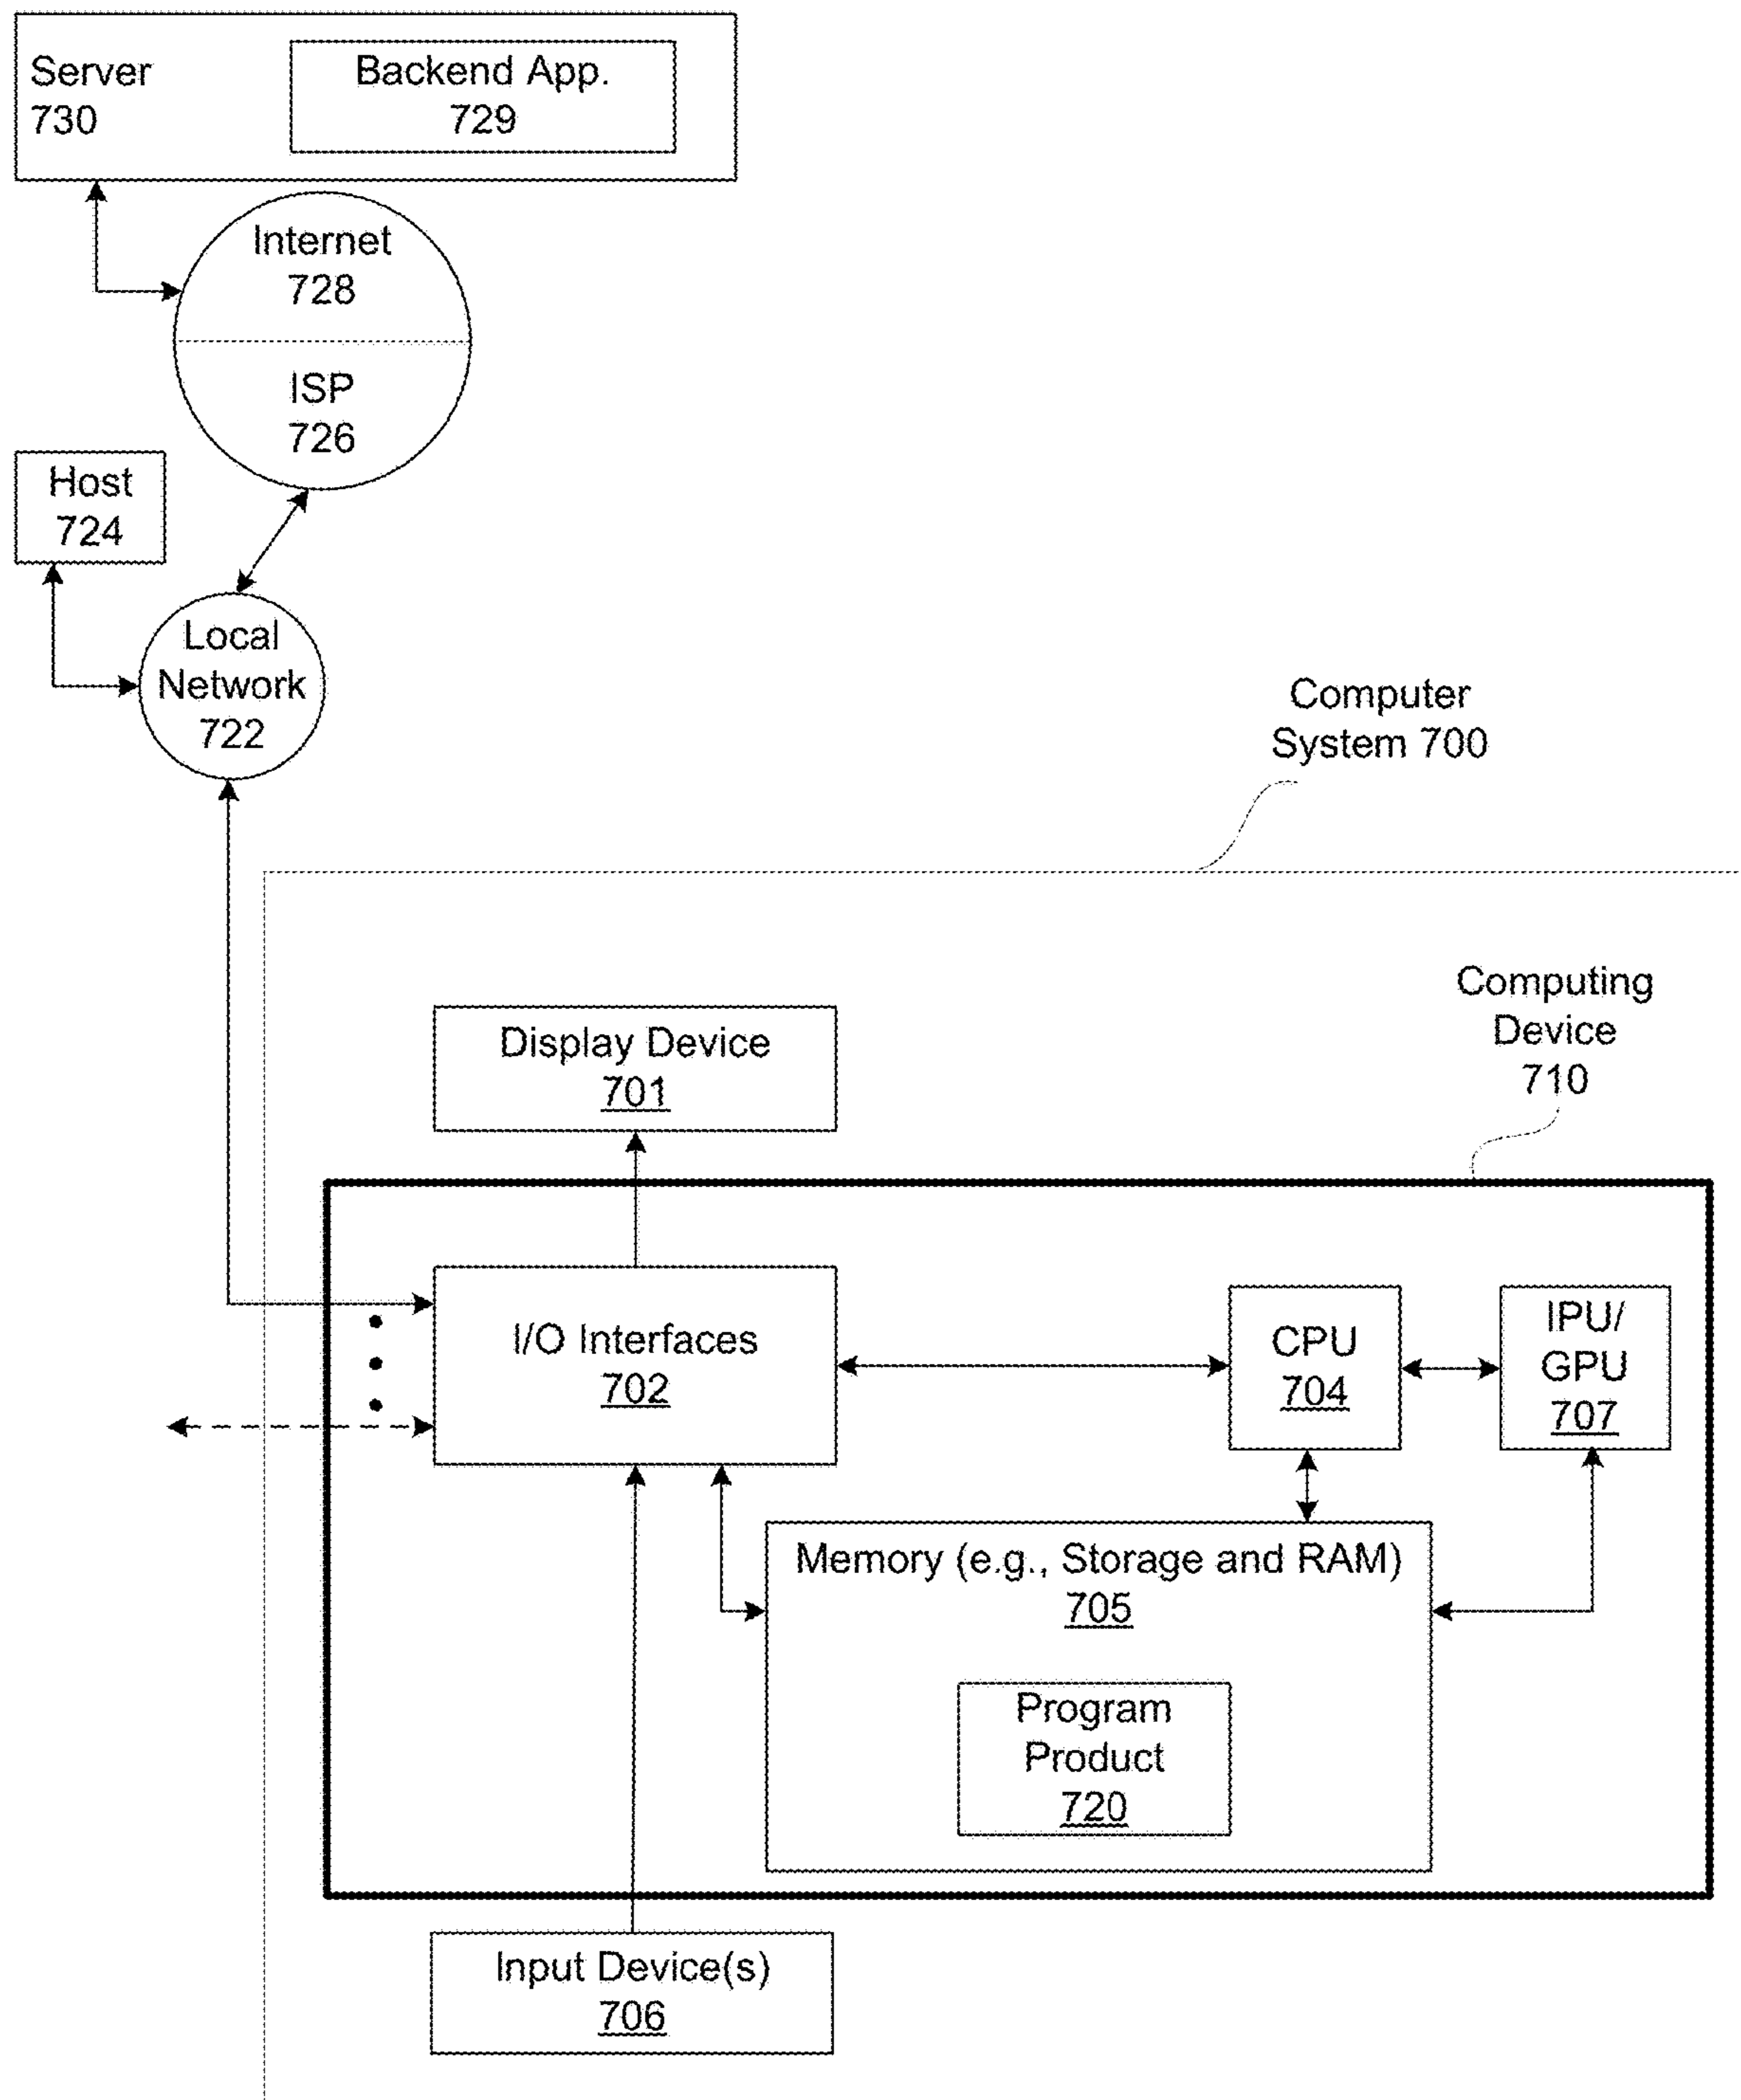 Server
730
Backend App.
729
Internet
728
ISP
726
Host
724
Local
Network
722
Computer
System 700
Computing
Device
710
Display Device
701
I/O Interfaces
702
CPU
704
IPU/
GPU
707
Memory (e.g., Storage and RAM)
705
Program
Product
720
Input Device(s)
706